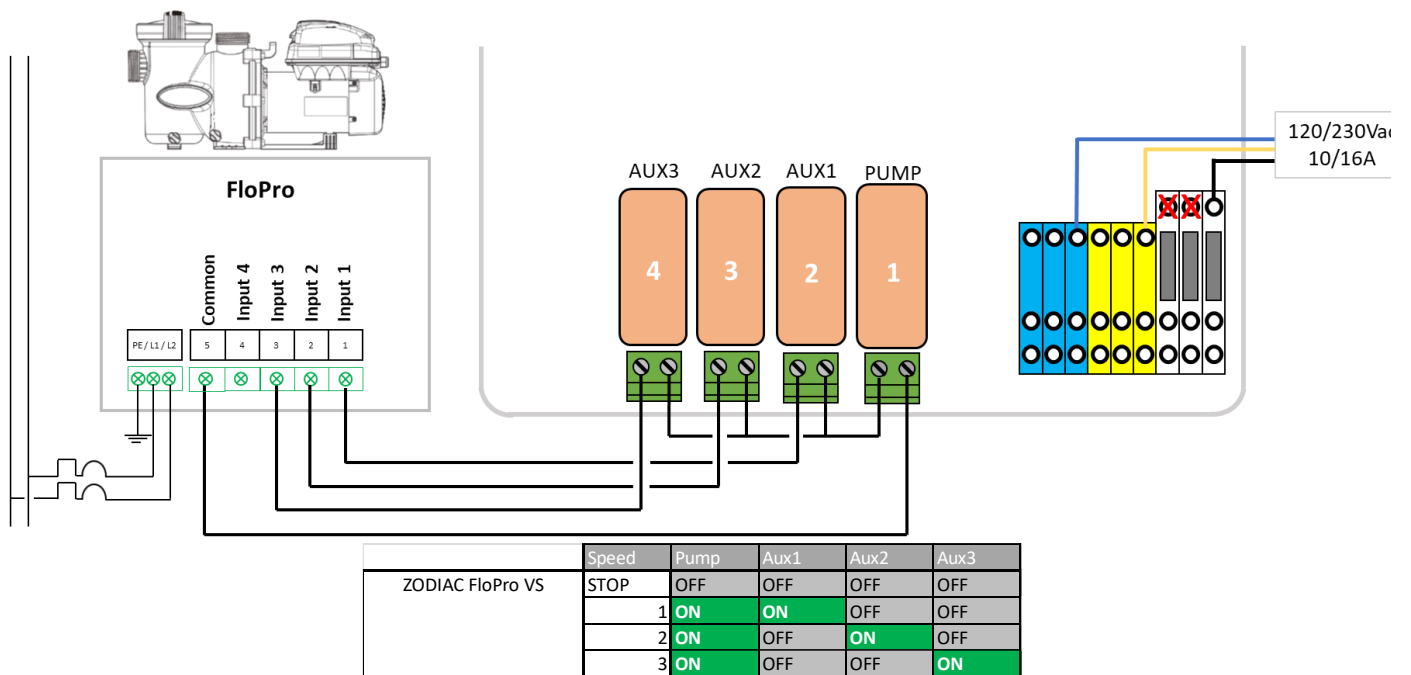 120/230Vac
10/16A
AUX3 AUX2 AUX1 PUMP
4 3 2 1
FloPro
Common Input 4 Input 3 Input 2 Input 1
PE / L1 / L2 5 4 3 2 1
Speed Pump Aux1 Aux2 Aux3
ZODIAC FloPro VS STOP OFF OFF OFF OFF
1 ON ON OFF OFF
2 ON OFF ON OFF
3 ON OFF OFF ON